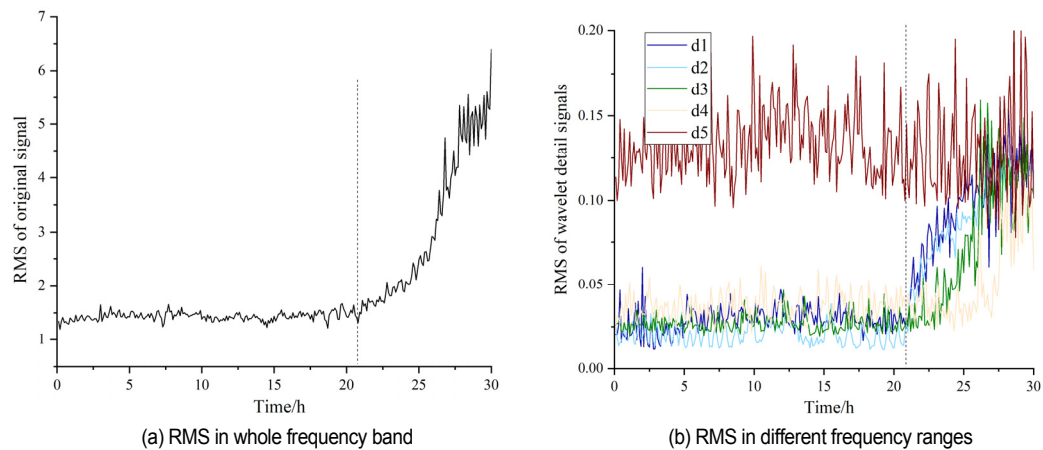 7
6
5
4
3
2
1
RMS of original signal
0
5
10
15
20
25
30
Time/h
(a) RMS in whole frequency band
0.20
0.15
0.10
0.05
0.00
RMS of wavelet detail signals
d1
d2
d3
d4
d5
0
5
10
15
20
25
30
Time/h
(b) RMS in different frequency ranges